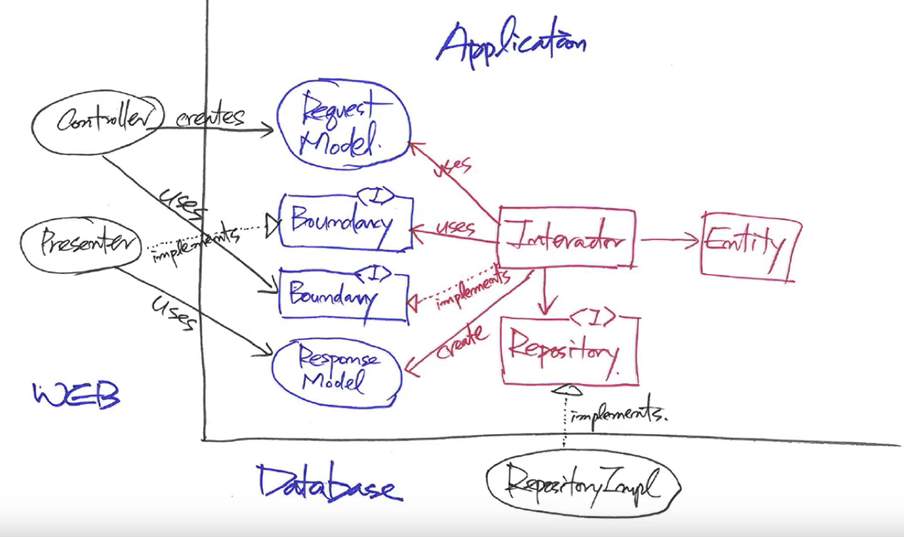 Application
Controller
creates
Request
Model.
uses
uses
<I>
Boundary
uses
Interactor
Entity
Presenter
implements
<I>
Boundary
implements
uses
Response
Model
create
<I>
Repository
WEB
implements.
Database
RepositoryImpl